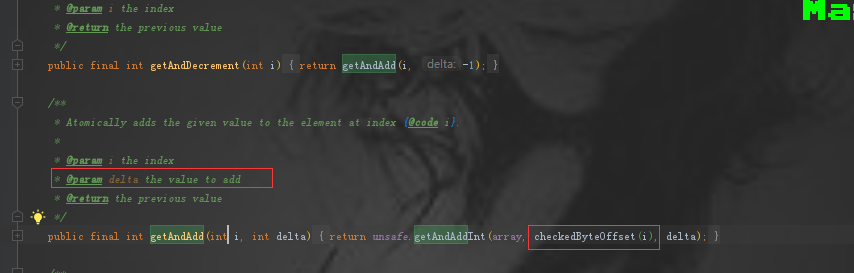 Ma
* @param i the index
* @return the previous value
*/
public final int getAndDecrement(int i) { return getAndAdd(i, delta: -1); }
/**
* Atomically adds the given value to the element at index {@code i}.
*
* @param i the index
* @param delta the value to add
* @return the previous value
*/
public final int getAndAdd(int i, int delta) { return unsafe.getAndAddInt(array, checkedByteOffset(i), delta); }
/**